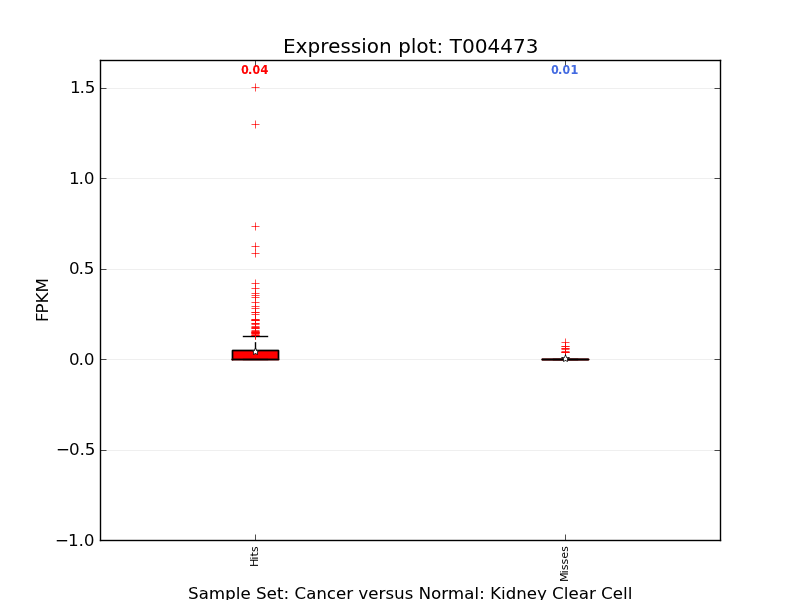 Expression plot: T004473
0.04
0.01
1.5
1.0
0.5
0.0
−0.5
−1.0
FPKM
Hits
Misses
Sample Set: Cancer versus Normal: Kidney Clear Cell